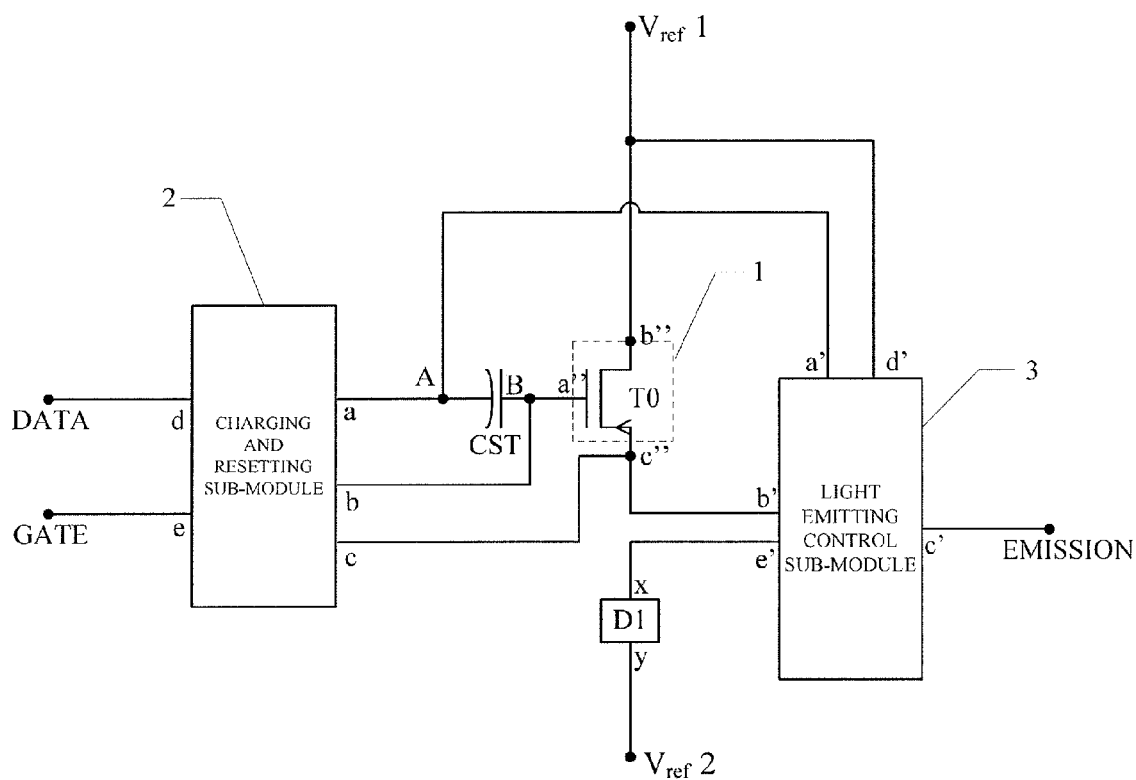 V_ref 1
2
1
b’’
a’
d’
3
A
B
a’’
T0
DATA
d
a
CST
c’’
CHARGING
AND
RESETTING
SUB-MODULE
b
b’
LIGHT
EMITTING
CONTROL
SUB-MODULE
GATE
e
c
e’
c’
EMISSION
x
D1
y
V_ref 2